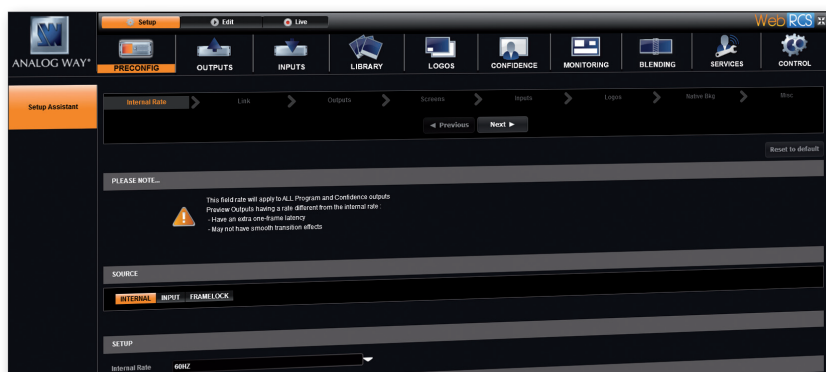 Setup Edit Live
Web RCS
ANALOG WAY®
PRECONFIG OUTPUTS INPUTS LIBRARY LOGOS CONFIDENCE MONITORING BLENDING SERVICES CONTROL
Setup Assistant
Internal Rate Link Outputs Screens Inputs Logos Native Bkg Misc
◄ Previous Next ►
Reset to default
PLEASE NOTE...
This field rate will apply to ALL Program and Confidence outputs
Preview Outputs having a rate different from the internal rate :
- Have an extra one-frame latency
- May not have smooth transition effects
SOURCE
INTERNAL INPUT FRAMELOCK
SETUP
Internal Rate 60HZ